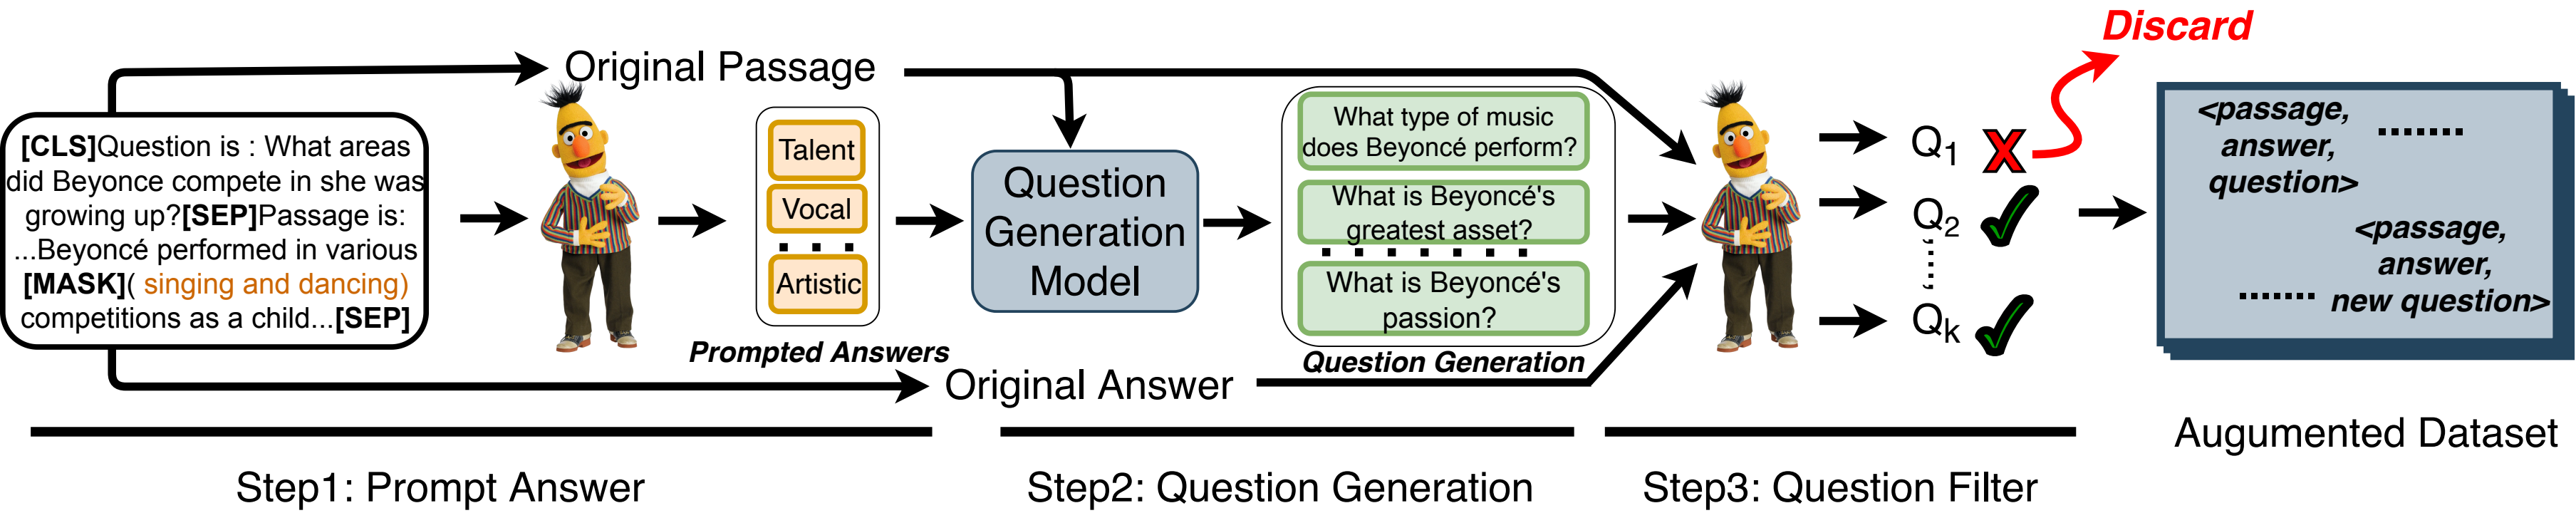 Discard
Original Passage
[CLS]Question is : What areas
did Beyonce compete in she was
growing up?[SEP]Passage is:
...Beyoncé performed in various
[MASK]( singing and dancing)
competitions as a child...[SEP]
Talent
Vocal
. . .
Artistic
Prompted Answers
Question
Generation
Model
What type of music
does Beyoncé perform?
What is Beyoncé's
greatest asset?
.......
What is Beyoncé's
passion?
Question Generation
Original Answer
Q1 X
Q2
Qk
<passage,
answer,
question>
.......
<passage,
answer,
new question>
.......
Augumented Dataset
Step1: Prompt Answer
Step2: Question Generation
Step3: Question Filter